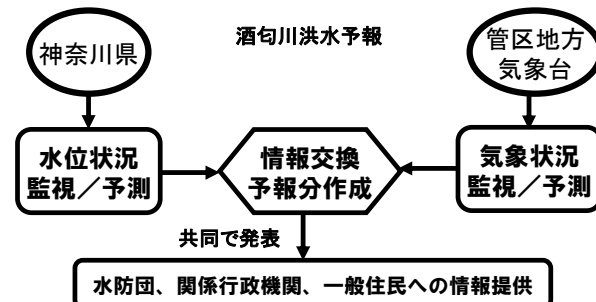 酒匂川洪水予報
神奈川県
管区地方
気象台
水位状況
監視／予測
情報交換
予報分作成
気象状況
監視／予測
共同で発表
水防団、関係行政機関、一般住民への情報提供